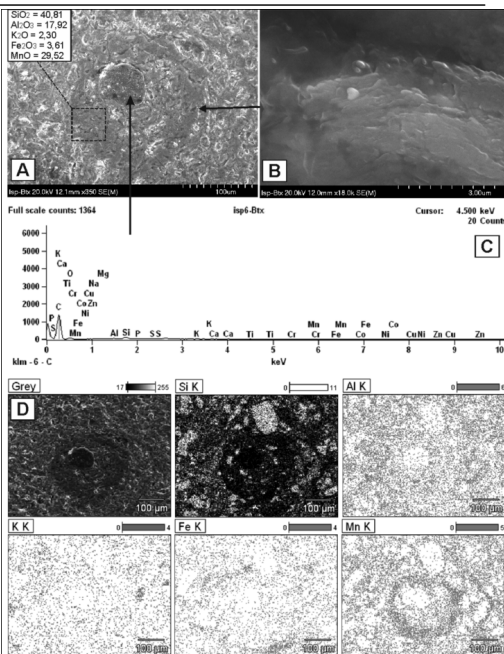 SiO₂ = 40,81
Al₂O₃ = 17,92
K₂O = 2,30
Fe₂O₃ = 3,61
MnO = 29,52
A
Isp-Btx 20.0kV 12.1mm x350 SE(M)
100um
B
Isp-Btx 20.0kV 12.0mm x18.0k SE(M)
3.00um
Full scale counts: 1364
isp6-Btx
Cursor: 4.500 keV
20 Counts
C
6000
5000
4000
3000
2000
1000
0
K
Ca
O
Ti
Na
Mg
Cr
Cu
Co
Zn
Ni
P
S
C
Fe
Mn
Al
Si
P
S
S
K
K
Ca
Ca
Ti
Ti
Cr
Mn
Cr
Mn
Fe
Fe
Co
Co
Ni
Cu
Ni
Zn
Cu
Zn
0
1
2
3
4
5
6
7
8
9
10
klm - 6 - C
keV
Grey
17
255
D
100 µm
Si K
0
11
100 µm
Al K
0
100 µm
K K
0
4
100 µm
Fe K
0
4
100 µm
Mn K
0
5
100 µm